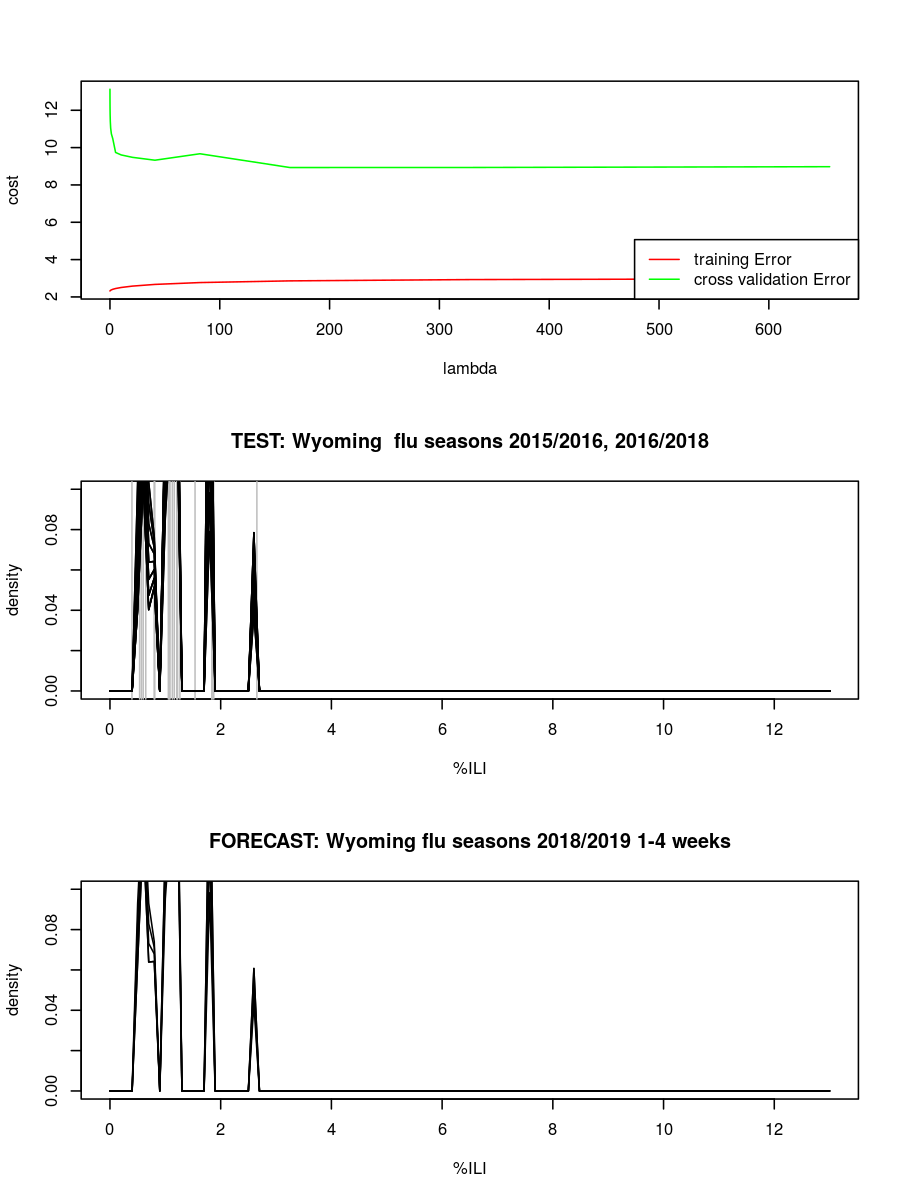 12
10
8
6
4
2
cost
training Error
cross validation Error
0 100 200 300 400 500 600
lambda
TEST: Wyoming  flu seasons 2015/2016, 2016/2018
0.08
0.04
0.00
density
0 2 4 6 8 10 12
%ILI
FORECAST: Wyoming flu seasons 2018/2019 1-4 weeks
0.08
0.04
0.00
density
0 2 4 6 8 10 12
%ILI